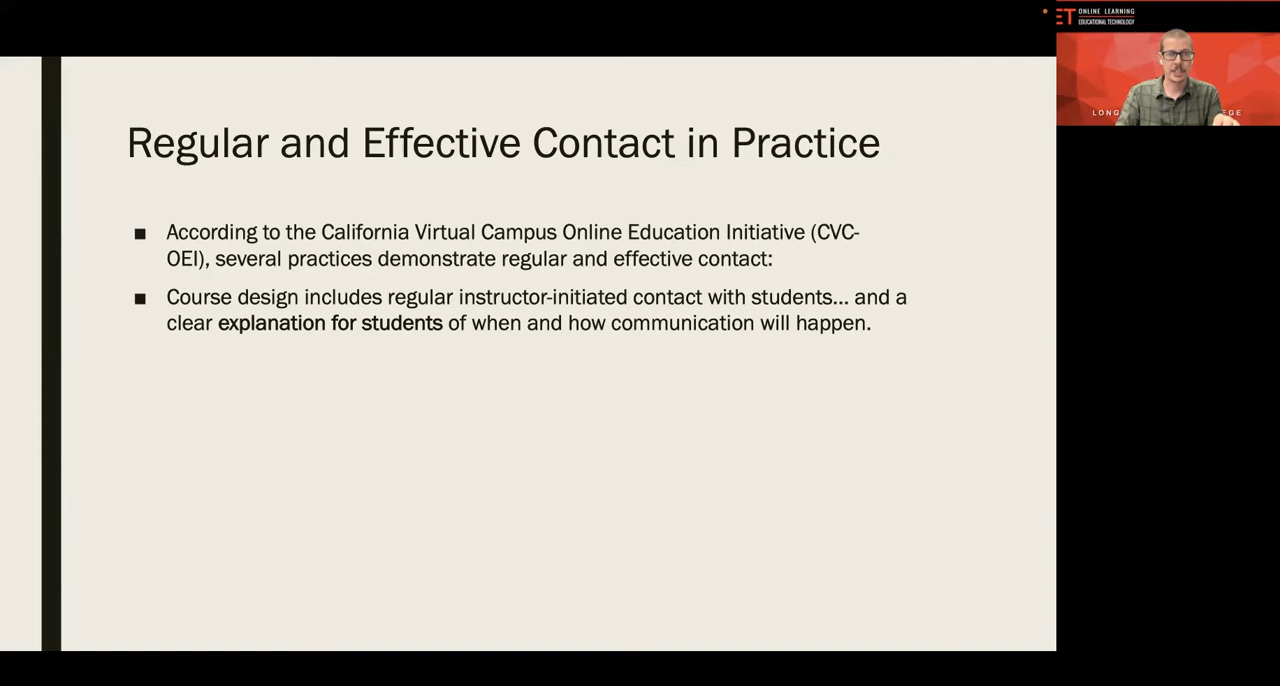 Regular and Effective Contact in Practice
■ According to the California Virtual Campus Online Education Initiative (CVC-
OEI), several practices demonstrate regular and effective contact:
■ Course design includes regular instructor-initiated contact with students... and a
clear explanation for students of when and how communication will happen.
ET ONLINE LEARNING
EDUCATIONAL TECHNOLOGY
LONG EGE